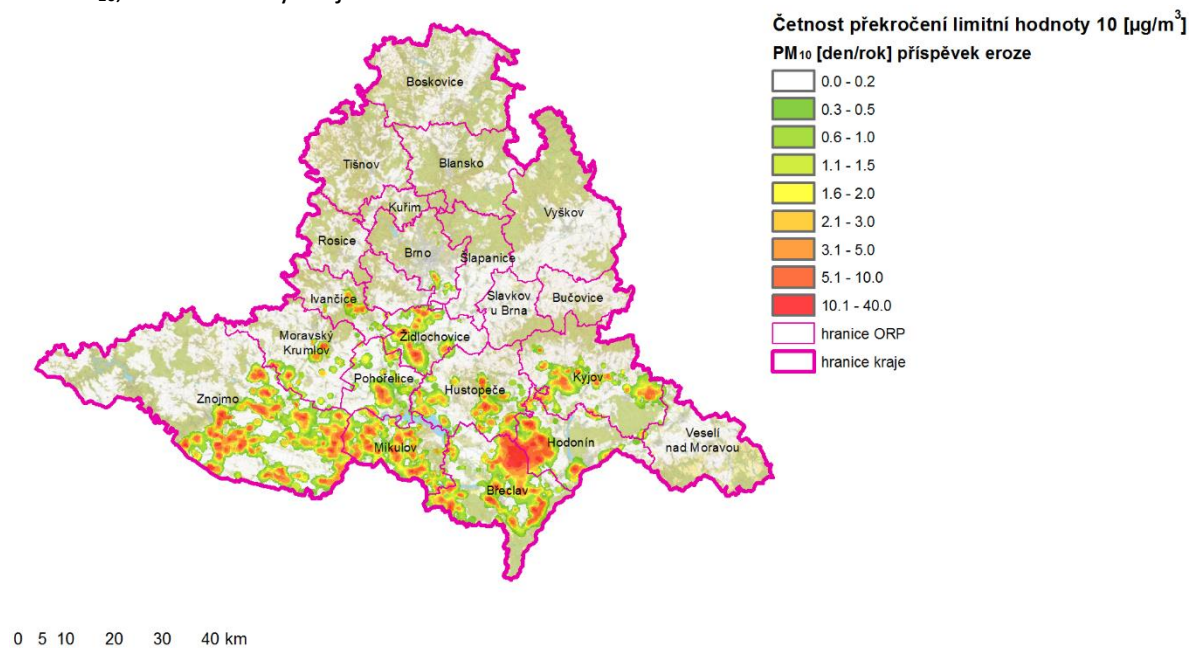 Četnost překročení limitní hodnoty 10 [µg/m³]
PM₁₀ [den/rok] příspěvek eroze
0.0 - 0.2
0.3 - 0.5
0.6 - 1.0
1.1 - 1.5
1.6 - 2.0
2.1 - 3.0
3.1 - 5.0
5.1 - 10.0
10.1 - 40.0
hranice ORP
hranice kraje
Boskovice
Tišnov
Blansko
Kuřim
Vyškov
Rosice
Brno
Šlapanice
Ivančice
Slavkov
u Brna
Bučovice
Moravský
Krumlov
Židlochovice
Pohořelice
Hustopeče
Kyjov
Znojmo
Mikulov
Hodonín
Veselí
nad Moravou
Břeclav
0 5 10 20 30 40 km